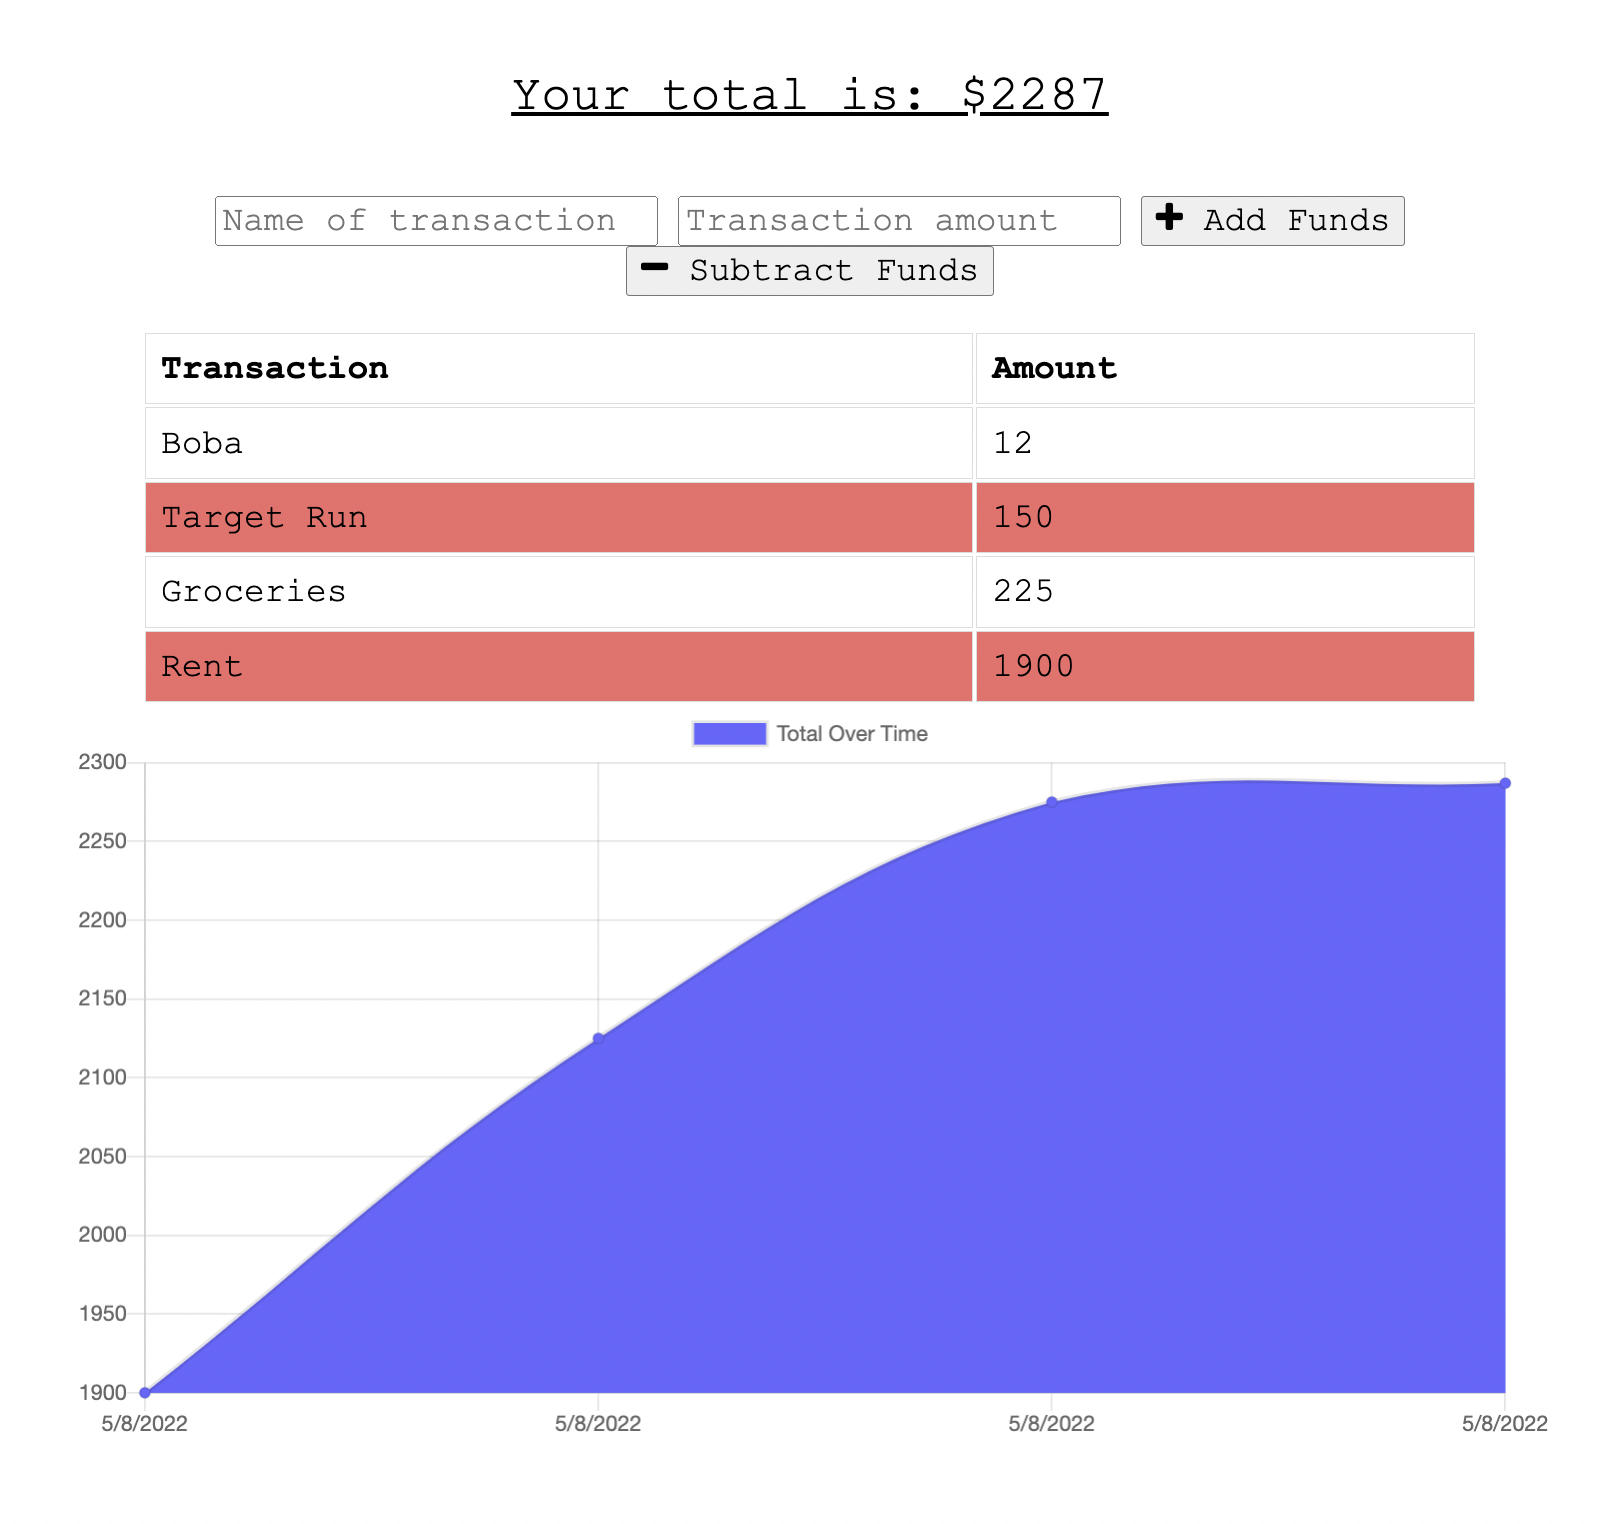 Your total is: $2287
Name of transaction Transaction amount + Add Funds
− Subtract Funds
Transaction Amount
Boba 12
Target Run 150
Groceries 225
Rent 1900
Total Over Time
2300
2250
2200
2150
2100
2050
2000
1950
1900
5/8/2022 5/8/2022 5/8/2022 5/8/2022